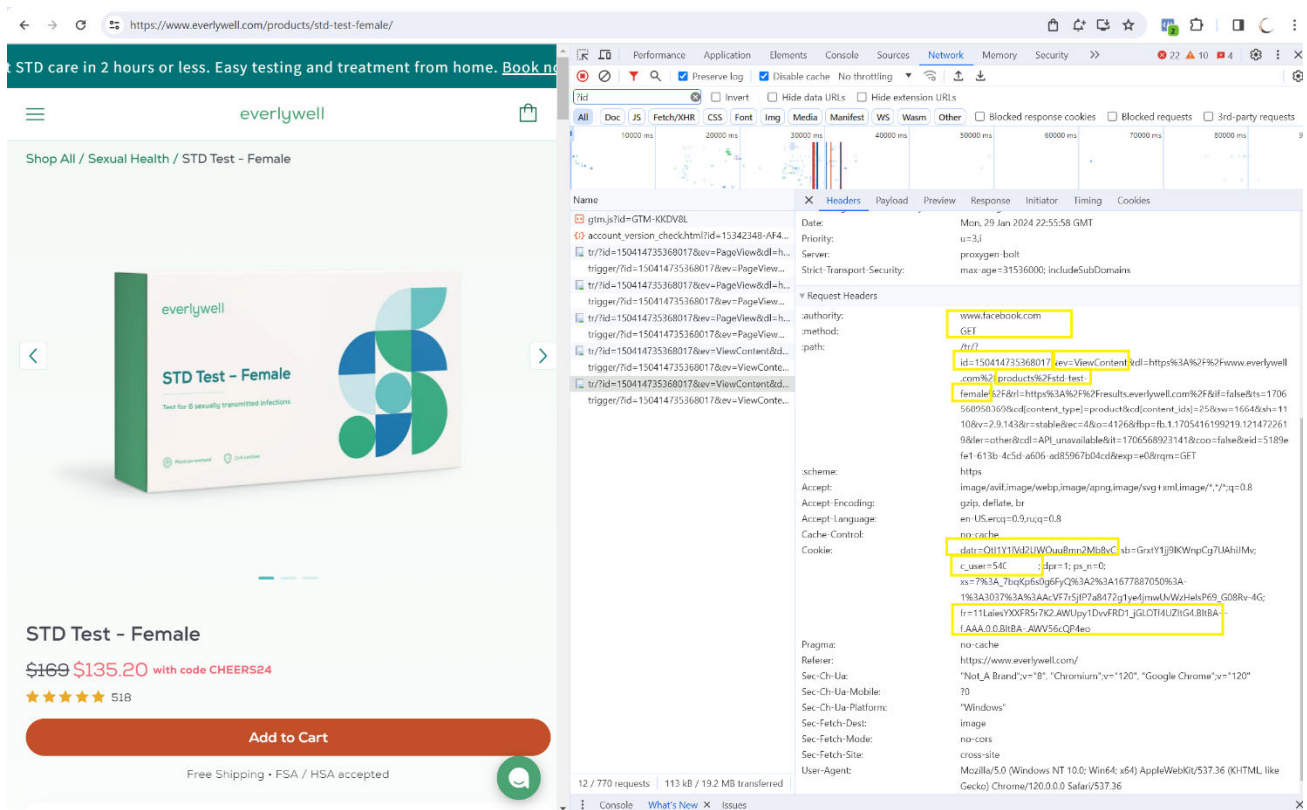 https://www.everlywell.com/products/std-test-female/
t STD care in 2 hours or less. Easy testing and treatment from home. Book no
everlywell
Shop All / Sexual Health / STD Test - Female
everlywell
STD Test – Female
Test for 6 sexually transmitted infections
STD Test - Female
$169 $135.20 with code CHEERS24
518
Add to Cart
Free Shipping • FSA / HSA accepted
Performance Application Elements Console Sources Network Memory Security 22 10 4
Preserve log Disable cache No throttling
?id Invert Hide data URLs Hide extension URLs
All Doc JS Fetch/XHR CSS Font Img Media Manifest WS Wasm Other Blocked response cookies Blocked requests 3rd-party requests
10000 ms 20000 ms 30000 ms 40000 ms 50000 ms 60000 ms 70000 ms 80000 ms 9
Name
gtm.js?id=GTM-KKDV8L
account_version_check.html?id=15342348-AF4...
tr/?id=150414735368017&ev=PageView&dl=h...
trigger/?id=150414735368017&ev=PageView...
tr/?id=150414735368017&ev=PageView&dl=h...
trigger/?id=150414735368017&ev=PageView...
tr/?id=150414735368017&ev=PageView&dl=h...
trigger/?id=150414735368017&ev=PageView...
tr/?id=150414735368017&ev=ViewContent&d...
trigger/?id=150414735368017&ev=ViewConte...
tr/?id=150414735368017&ev=ViewContent&d...
trigger/?id=150414735368017&ev=ViewConte...
12 / 770 requests 113 kB / 19.2 MB transferred
Headers Payload Preview Response Initiator Timing Cookies
Date: Mon, 29 Jan 2024 22:55:58 GMT
Priority: u=3,i
Server: proxygen-bolt
Strict-Transport-Security: max-age=31536000; includeSubDomains
Request Headers
:authority: www.facebook.com
:method: GET
:path: /tr/?
id=150414735368017&ev=ViewContent&dl=https%3A%2F%2Fwww.everlywell
.com%2Fproducts%2Fstd-test-
female%2F&rl=https%3A%2F%2Fresults.everlywell.com%2F&if=false&ts=1706
568958369&cd[content_type]=product&cd[content_ids]=25&sw=1664&sh=11
10&v=2.9.143&r=stable&ec=4&o=4126&fbp=fb.1.1705416199219.121472261
9&ler=other&cdl=API_unavailable&it=1706568923141&coo=false&eid=5189e
fe1-613b-4c5d-a606-ad85967b04cd&exp=e0&rqm=GET
:scheme: https
Accept: image/avif,image/webp,image/apng,image/svg+xml,image/*,*/*;q=0.8
Accept-Encoding: gzip, deflate, br
Accept-Language: en-US,en;q=0.9,ru;q=0.8
Cache-Control: no-cache
Cookie:
c_user=540 ; dpr=1; ps_n=0;
Pragma: no-cache
Referer: https://www.everlywell.com/
Sec-Ch-Ua: "Not_A Brand";v="8", "Chromium";v="120", "Google Chrome";v="120"
Sec-Ch-Ua-Mobile: ?0
Sec-Ch-Ua-Platform: "Windows"
Sec-Fetch-Dest: image
Sec-Fetch-Mode: no-cors
Sec-Fetch-Site: cross-site
User-Agent: Mozilla/5.0 (Windows NT 10.0; Win64; x64) AppleWebKit/537.36 (KHTML, like
Gecko) Chrome/120.0.0.0 Safari/537.36
Console What's New Issues